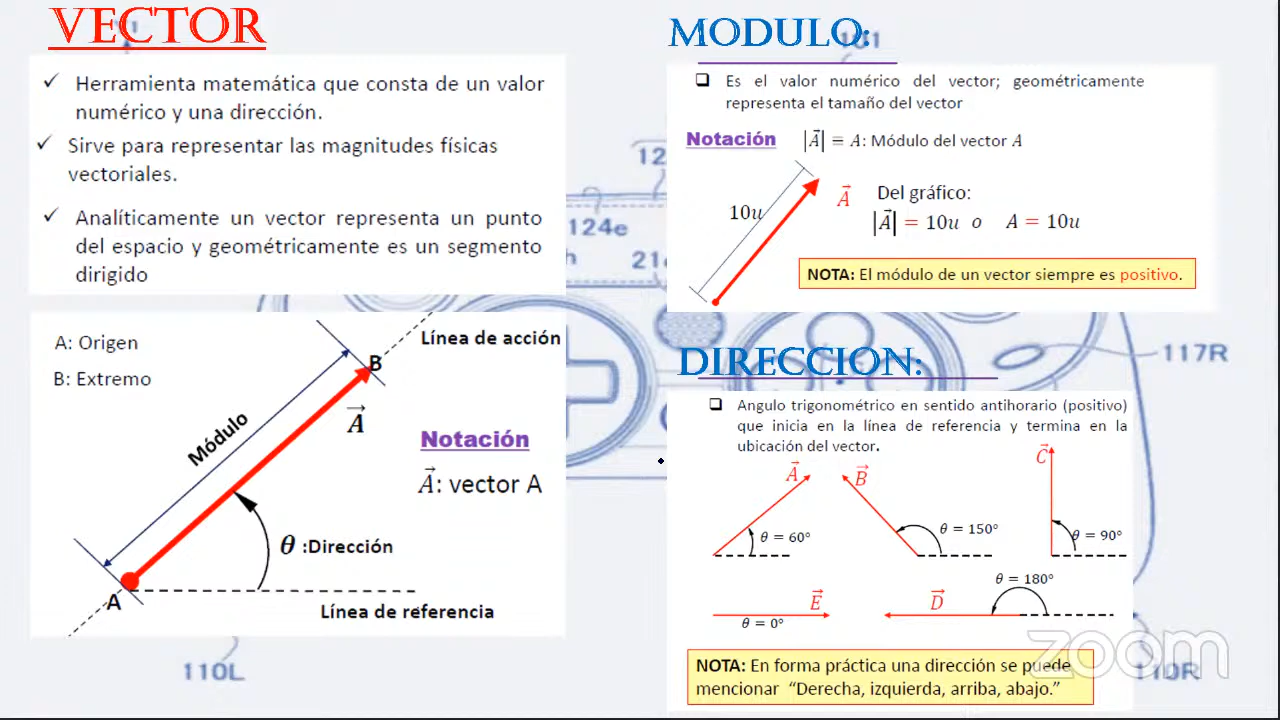 VECTOR
✓ Herramienta matemática que consta de un valor
numérico y una dirección.
✓ Sirve para representar las magnitudes físicas
vectoriales.
✓ Analíticamente un vector representa un punto
del espacio y geométricamente es un segmento
dirigido
A: Origen
B: Extremo
Línea de acción
B
Módulo
A⃗
Notación
A⃗: vector A
θ :Dirección
A
Línea de referencia
110L
MODULO:
❑ Es el valor numérico del vector; geométricamente
representa el tamaño del vector
Notación |A⃗| = A: Módulo del vector A
10u
A⃗
Del gráfico:
|A⃗| = 10u o A = 10u
NOTA: El módulo de un vector siempre es positivo.
124e
117R
DIRECCION:
❑ Angulo trigonométrico en sentido antihorario (positivo)
que inicia en la línea de referencia y termina en la
ubicación del vector.
A⃗ B⃗ C⃗
θ = 60° θ = 150° θ = 90°
E⃗ D⃗ θ = 180°
θ = 0°
zoom
NOTA: En forma práctica una dirección se puede
mencionar “Derecha, izquierda, arriba, abajo.”
110R